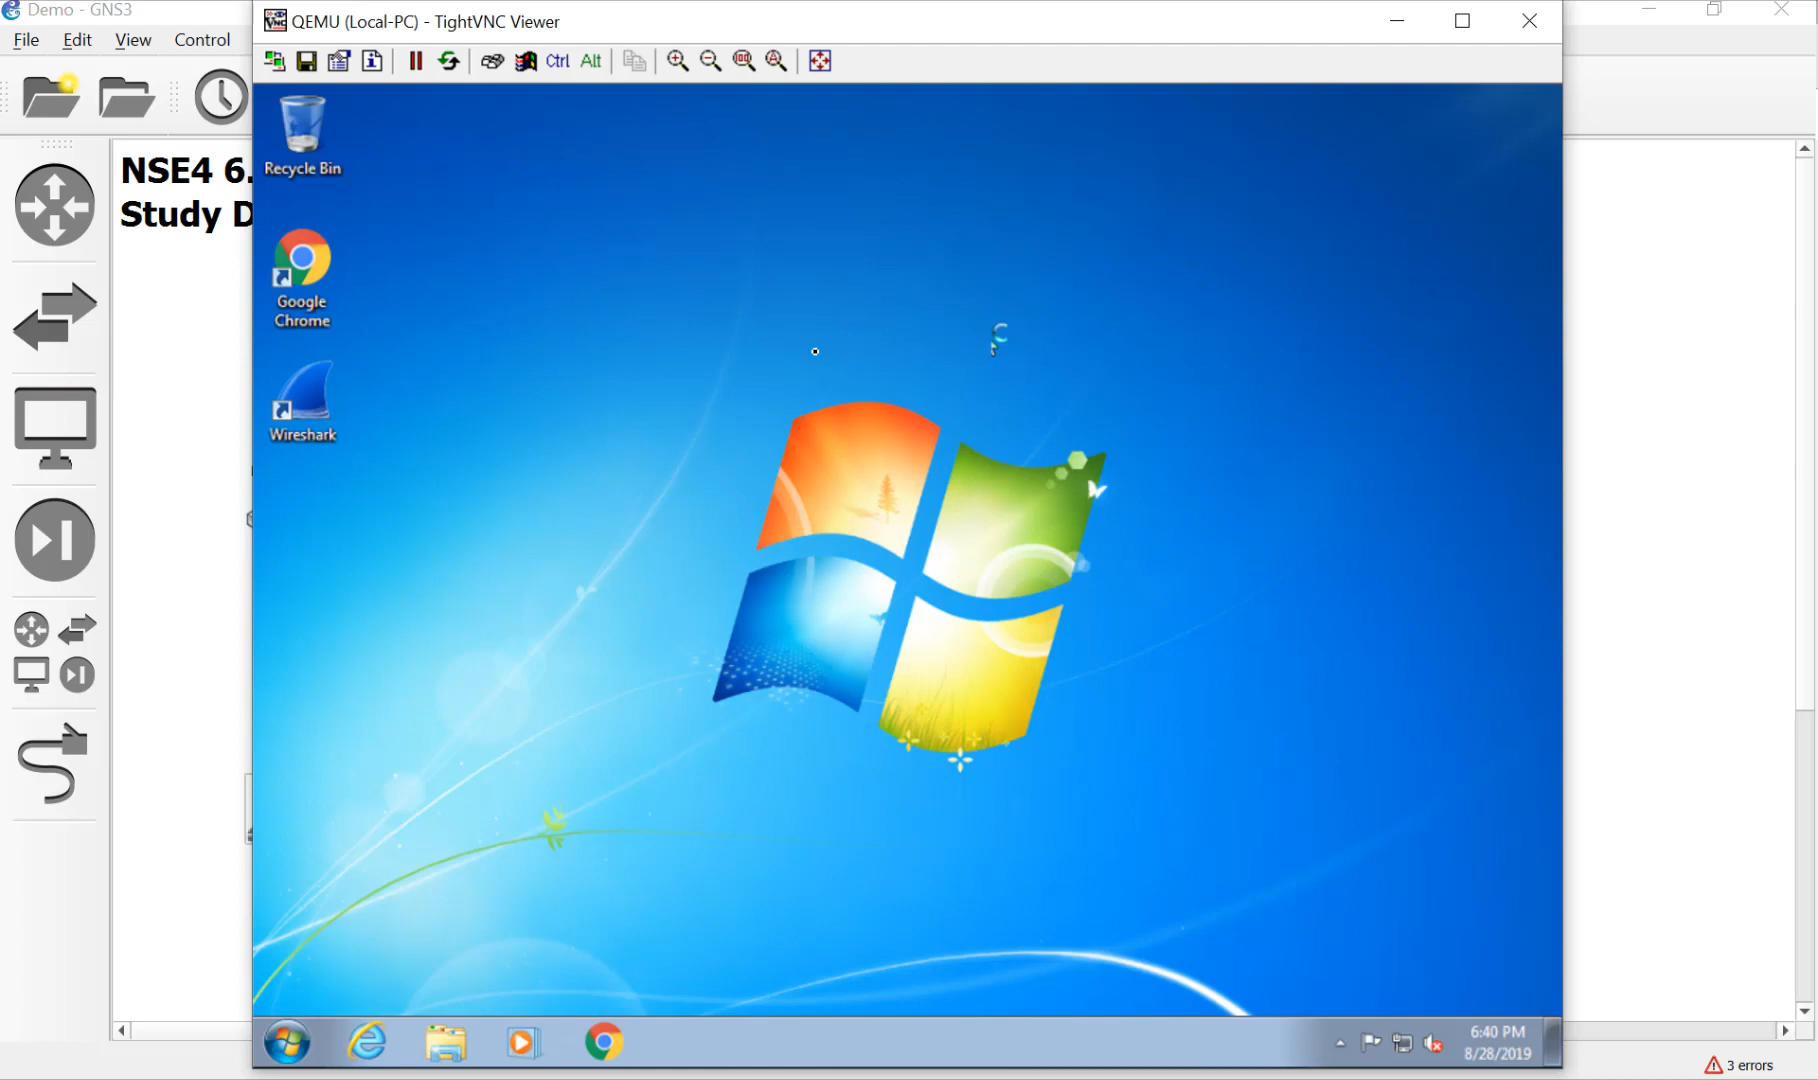 Demo - GNS3
QEMU (Local-PC) - TightVNC Viewer
File Edit View Control
Ctrl Alt
NSE4 6.
Study D
Recycle Bin
Google
Chrome
Wireshark
6:40 PM
8/28/2019
3 errors